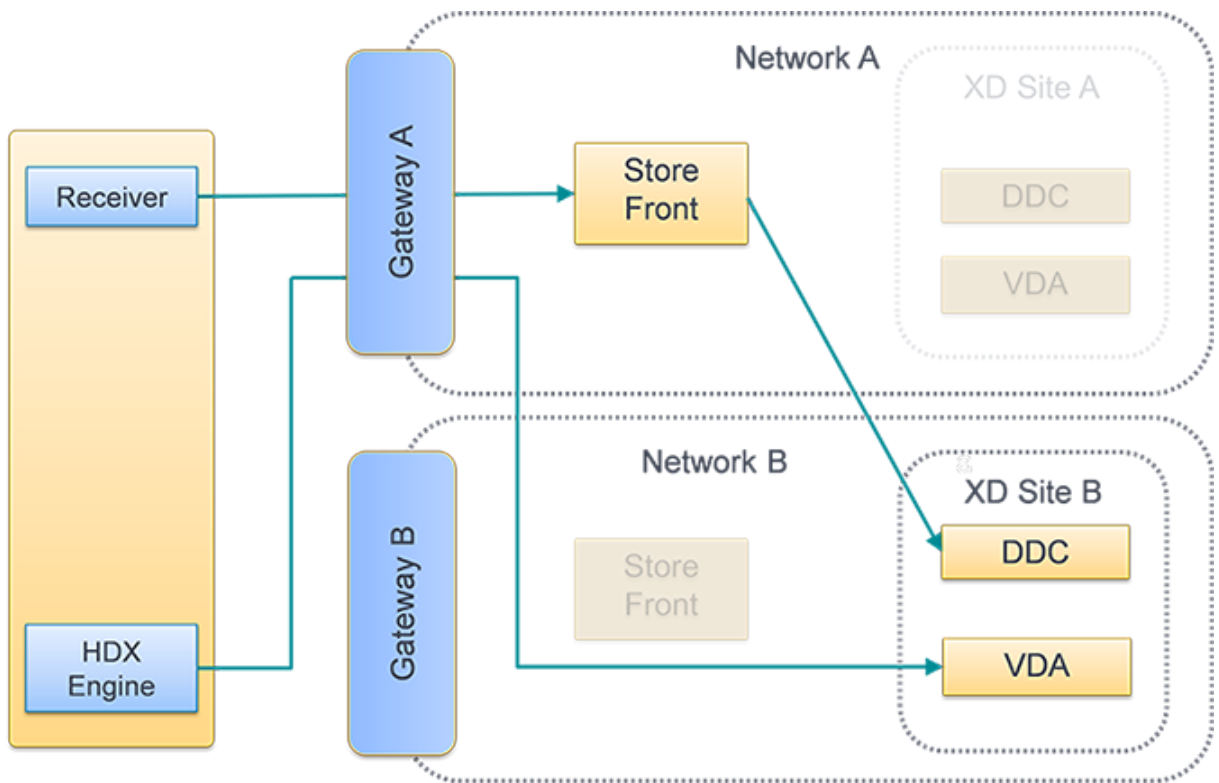 Network A
XD Site A
Receiver
Gateway A
Store
Front
DDC
VDA
Network B
XD Site B
Gateway B
Store
Front
DDC
HDX
Engine
VDA